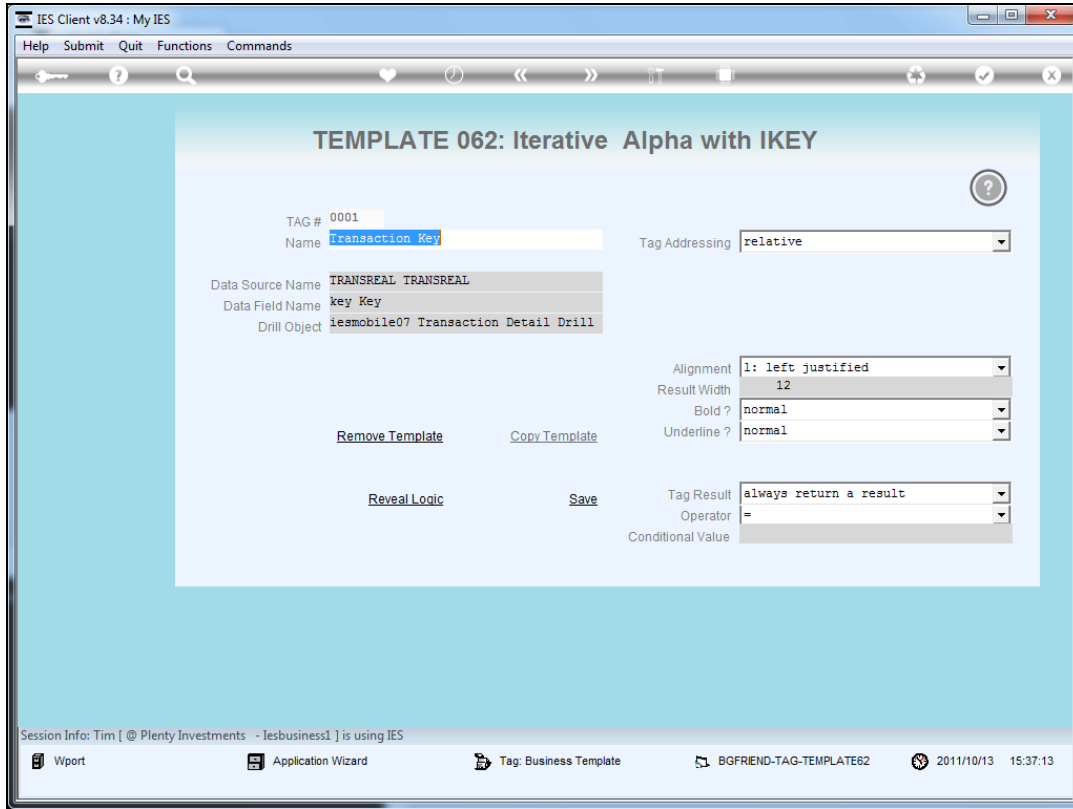 IES Client v8.34 : My IES
Help Submit Quit Functions Commands
TEMPLATE 062: Iterative Alpha with IKEY
?
TAG # 0001
Name Transaction Key
Tag Addressing relative
Data Source Name TRANSREAL TRANSREAL
Data Field Name key Key
Drill Object iesmobile07 Transaction Detail Drill
Alignment l: left justified
Result Width 12
Bold ? normal
Underline ? normal
Remove Template Copy Template
Reveal Logic Save
Tag Result always return a result
Operator =
Conditional Value
Session Info: Tim [ @ Plenty Investments - Iesbusiness1 ] is using IES
Wport Application Wizard Tag: Business Template BGFRIEND-TAG-TEMPLATE62 2011/10/13 15:37:13